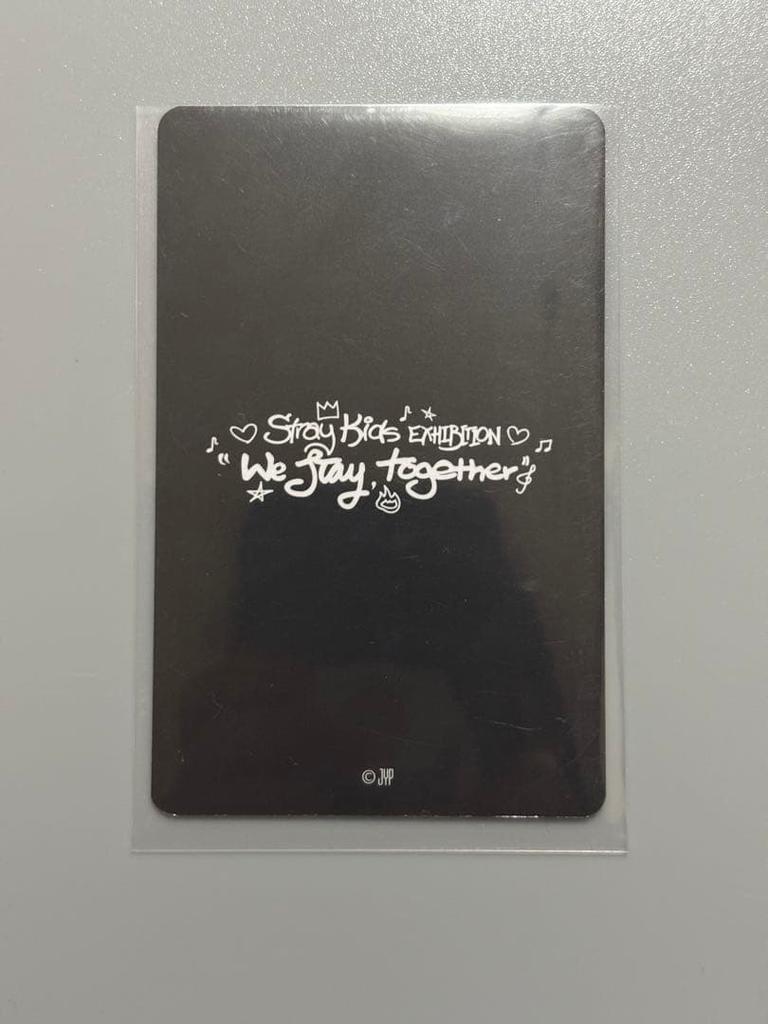 Stray Kids EXHIBITION
"We Stay, together"
© JYP